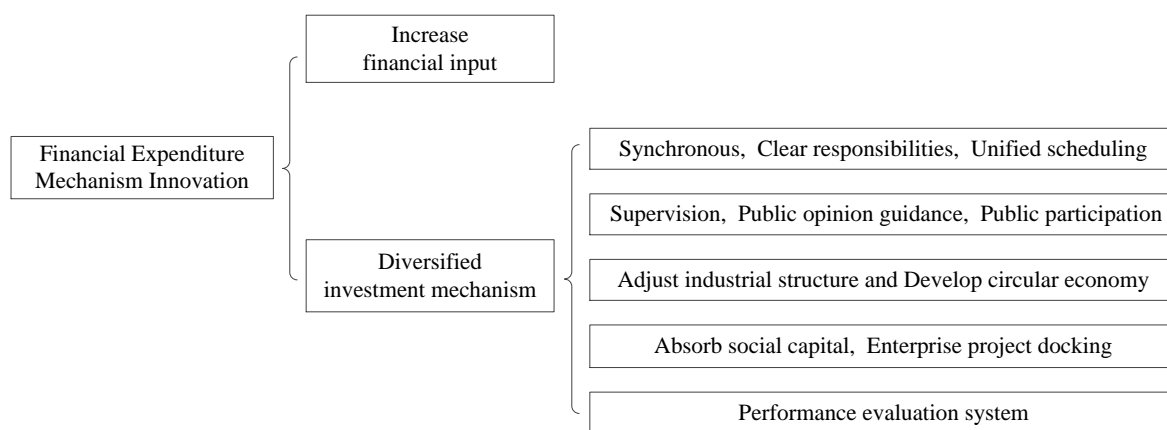 Increase
financial input
Financial Expenditure
Mechanism Innovation
Diversified
investment mechanism
Synchronous, Clear responsibilities, Unified scheduling
Supervision, Public opinion guidance, Public participation
Adjust industrial structure and Develop circular economy
Absorb social capital, Enterprise project docking
Performance evaluation system